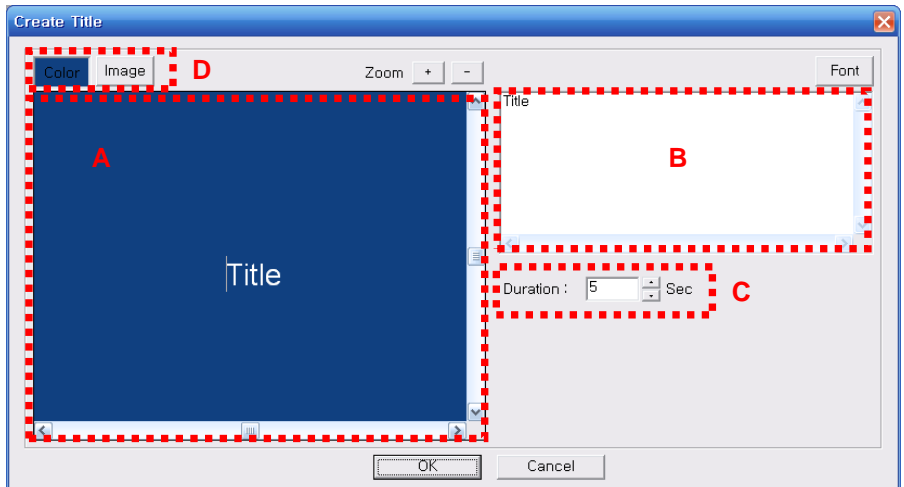 Create Title
Color Image D Zoom + - Font
Title
A
B
Title
Duration : 5 Sec C
OK Cancel